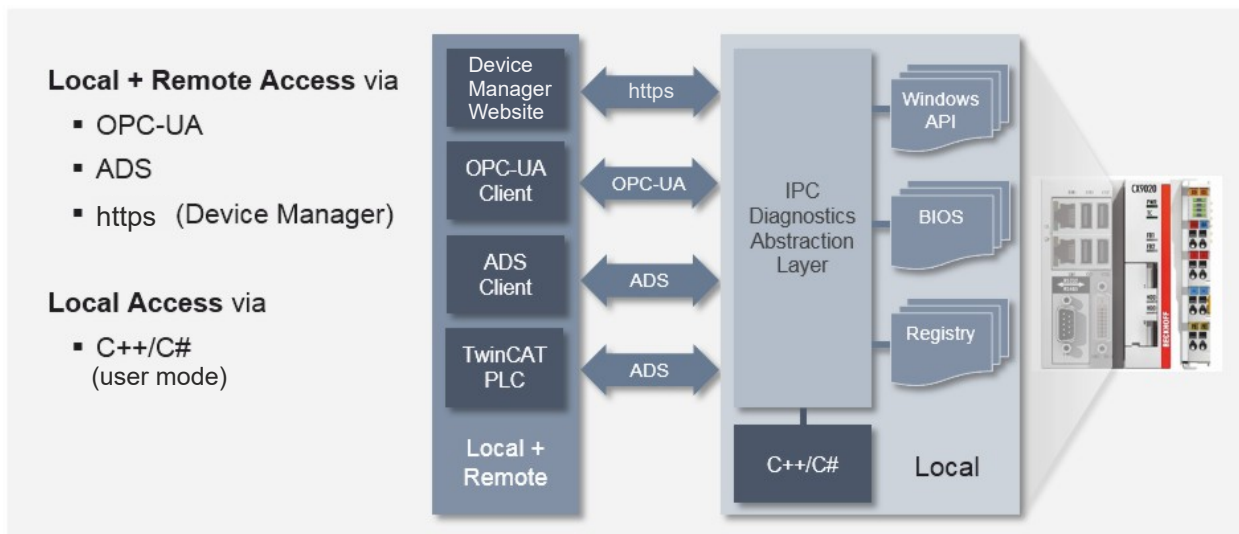 Local + Remote Access via
▪ OPC-UA
▪ ADS
▪ https (Device Manager)
Local Access via
▪ C++/C#
(user mode)
Device
Manager
Website
https
OPC-UA
Client
OPC-UA
ADS
Client
ADS
TwinCAT
PLC
ADS
Local +
Remote
IPC
Diagnostics
Abstraction
Layer
Windows
API
BIOS
Registry
C++/C#
Local
CX9020
BECKHOFF